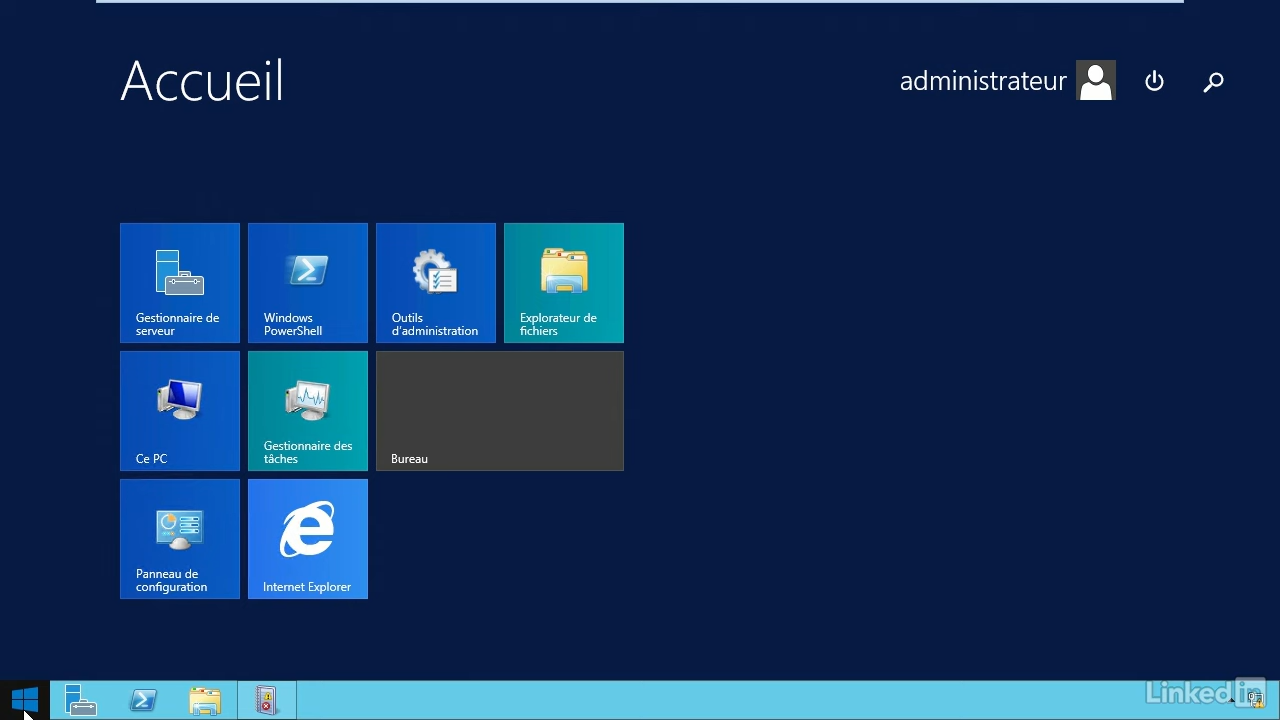 Accueil
administrateur
Gestionnaire de
serveur
Windows
PowerShell
Outils
d'administration
Explorateur de
fichiers
Ce PC
Gestionnaire des
tâches
Bureau
Panneau de
configuration
Internet Explorer
LinkedIn